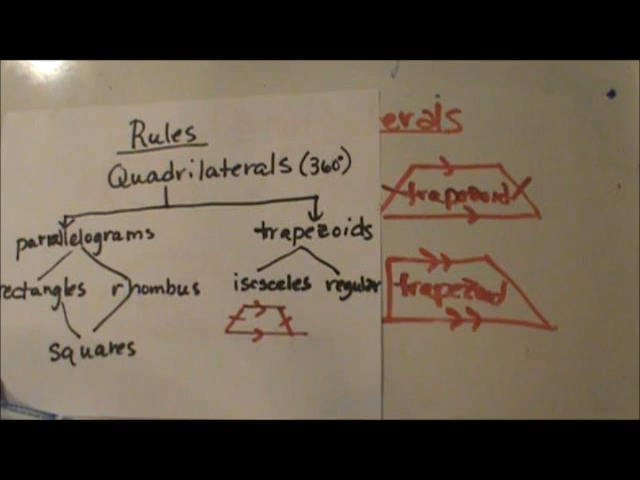 Rules
Quadrilaterals (360°)
parallelograms
trapezoids
rectangles
rhombus
isosceles
regular
squares
erals
trapezoid
trapezoid